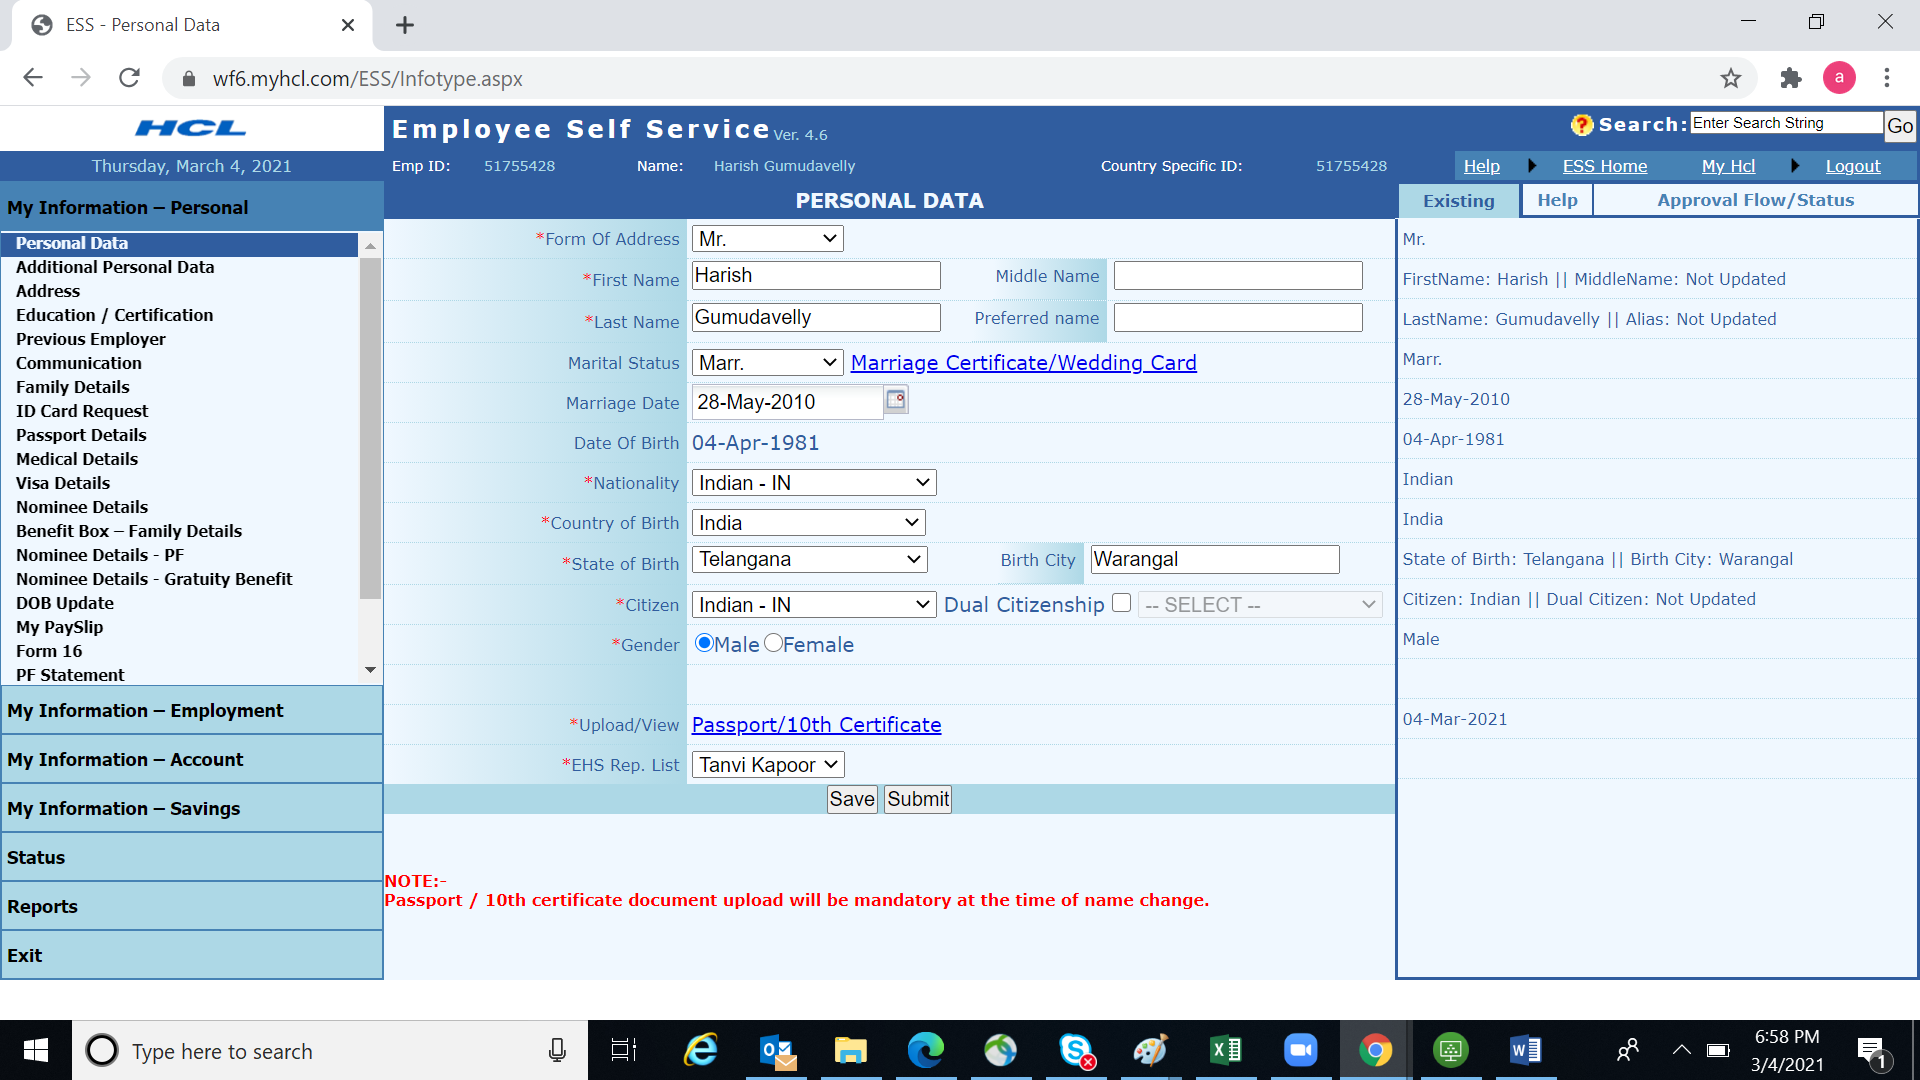 ESS - Personal Data
wf6.myhcl.com/ESS/Infotype.aspx
a
HCL
Employee Self Service Ver. 4.6
Search: Enter Search String Go
Thursday, March 4, 2021
Emp ID: 51755428 Name: Harish Gumudavelly Country Specific ID: 51755428
Help ESS Home My Hcl Logout
My Information – Personal
Personal Data
Additional Personal Data
Address
Education / Certification
Previous Employer
Communication
Family Details
ID Card Request
Passport Details
Medical Details
Visa Details
Nominee Details
Benefit Box – Family Details
Nominee Details - PF
Nominee Details - Gratuity Benefit
DOB Update
My PaySlip
Form 16
PF Statement
My Information – Employment
My Information – Account
My Information – Savings
Status
Reports
Exit
PERSONAL DATA
*Form Of Address Mr.
*First Name Harish Middle Name
*Last Name Gumudavelly Preferred name
Marital Status Marr. Marriage Certificate/Wedding Card
Marriage Date 28-May-2010
Date Of Birth 04-Apr-1981
*Nationality Indian - IN
*Country of Birth India
*State of Birth Telangana Birth City Warangal
*Citizen Indian - IN Dual Citizenship -- SELECT --
*Gender Male Female
*Upload/View Passport/10th Certificate
*EHS Rep. List Tanvi Kapoor
Save Submit
NOTE:-
Passport / 10th certificate document upload will be mandatory at the time of name change.
Existing Help Approval Flow/Status
Mr.
FirstName: Harish || MiddleName: Not Updated
LastName: Gumudavelly || Alias: Not Updated
Marr.
28-May-2010
04-Apr-1981
Indian
India
State of Birth: Telangana || Birth City: Warangal
Citizen: Indian || Dual Citizen: Not Updated
Male
04-Mar-2021
Type here to search
6:58 PM
3/4/2021
1